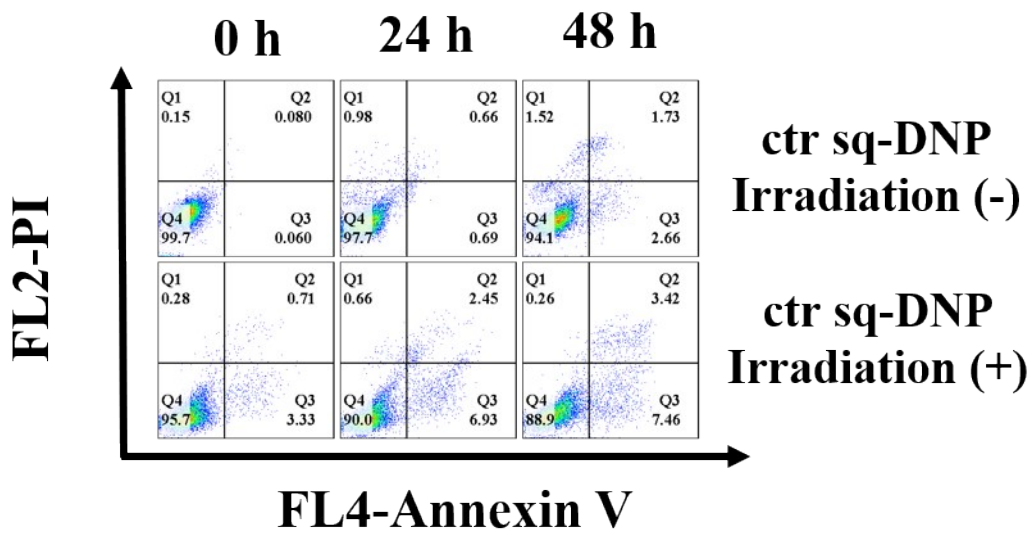 0 h 24 h 48 h
Q1 Q2 Q1 Q2 Q1 Q2
0.15 0.080 0.98 0.66 1.52 1.73
Q4 Q3 Q4 Q3 Q4 Q3
99.7 0.060 97.7 0.69 94.1 2.66
ctr sq-DNP
Irradiation (-)
Q1 Q2 Q1 Q2 Q1 Q2
0.28 0.71 0.66 2.45 0.26 3.42
Q4 Q3 Q4 Q3 Q4 Q3
95.7 3.33 90.0 6.93 88.9 7.46
ctr sq-DNP
Irradiation (+)
FL2-PI
FL4-Annexin V